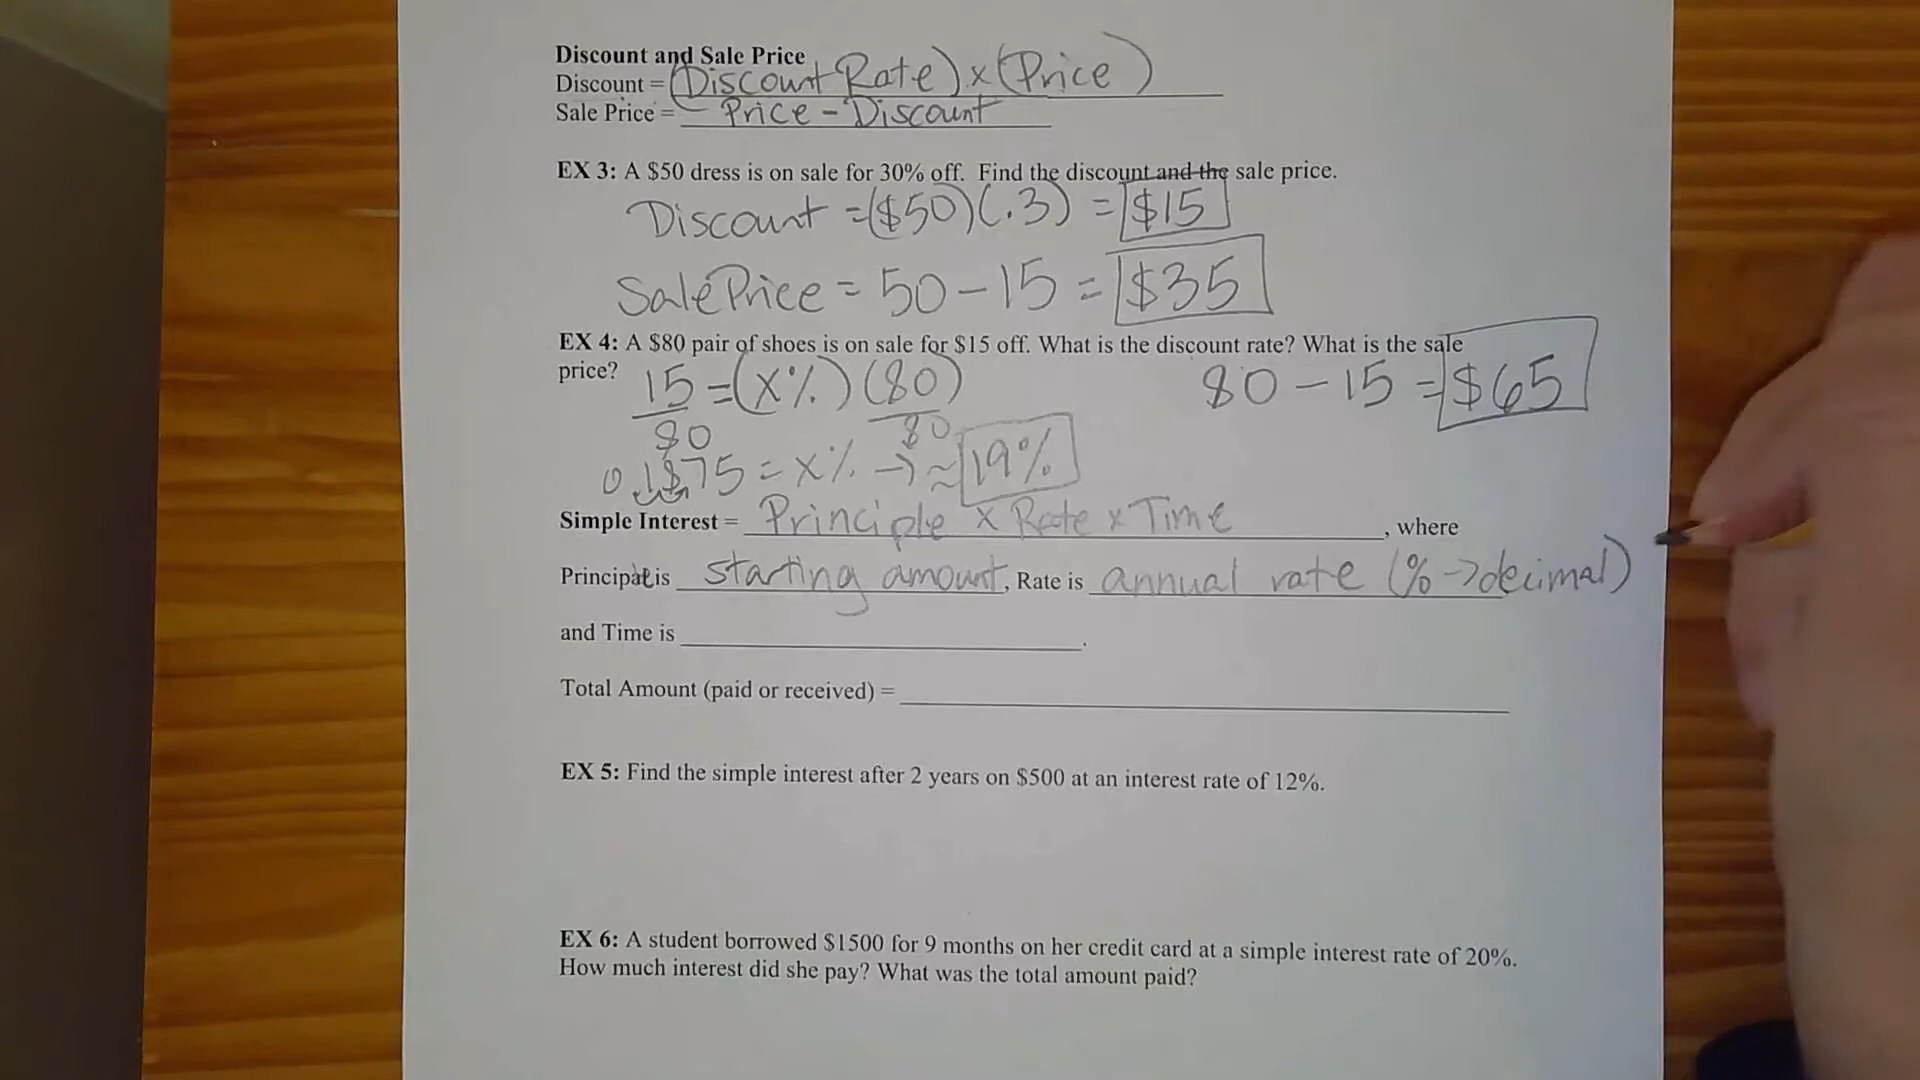 Discount and Sale Price
Discount = (Discount Rate) x (Price)
Sale Price = Price - Discount
EX 3: A $50 dress is on sale for 30% off. Find the discount and the sale price.
Discount = ($50)(.3) = $15
Sale Price = 50 - 15 = $35
EX 4: A $80 pair of shoes is on sale for $15 off. What is the discount rate? What is the sale
price? 15 = (x%) (80) 80 - 15 = $65
80 80
0.1875 = x% → ≈ 19%
Simple Interest = Principle x Rate x Time, where
Principle is starting amount, Rate is annual rate (% → decimal)
and Time is ______.
Total Amount (paid or received) = ______
EX 5: Find the simple interest after 2 years on $500 at an interest rate of 12%.
EX 6: A student borrowed $1500 for 9 months on her credit card at a simple interest rate of 20%.
How much interest did she pay? What was the total amount paid?